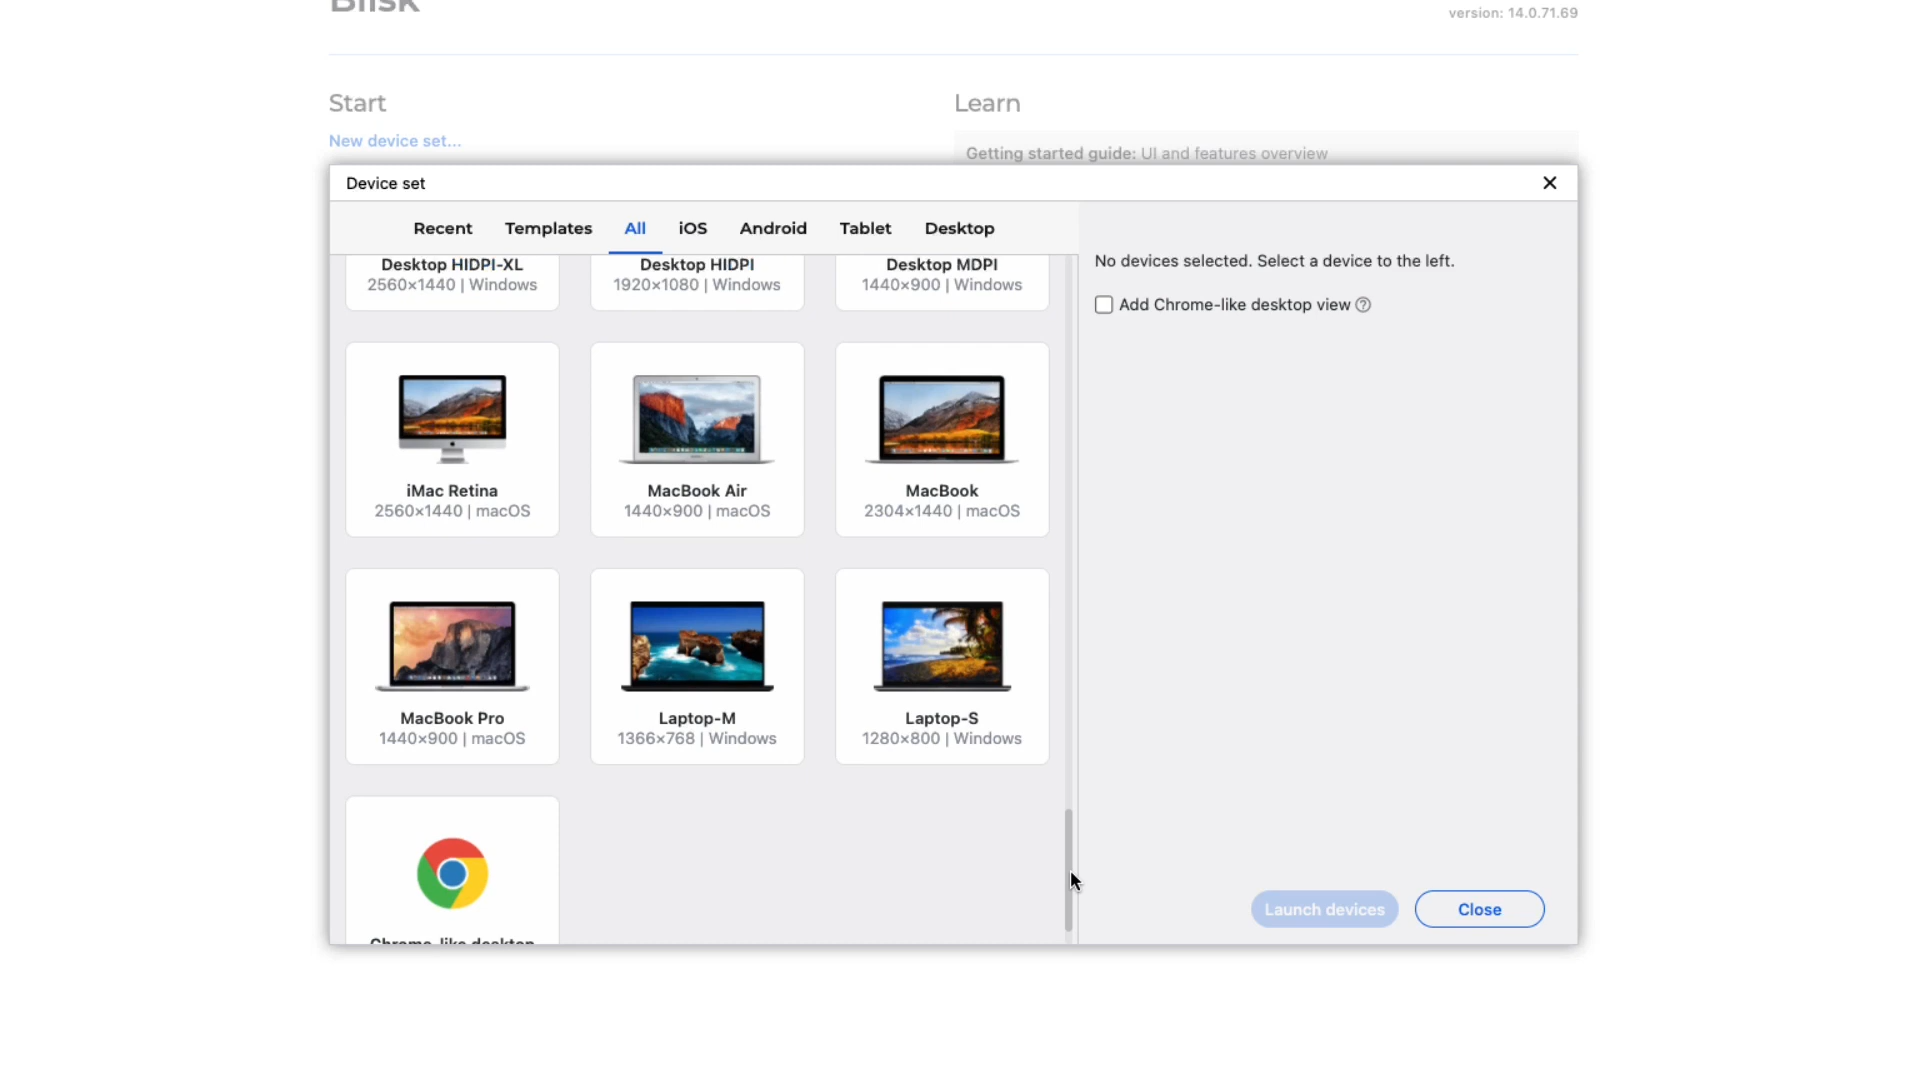 Blisk
version: 14.0.71.69
Start
Learn
New device set...
Getting started guide: UI and features overview
Device set
Recent Templates All iOS Android Tablet Desktop
Desktop HIDPI-XL
2560×1440 | Windows
Desktop HIDPI
1920×1080 | Windows
Desktop MDPI
1440×900 | Windows
No devices selected. Select a device to the left.
Add Chrome-like desktop view
iMac Retina
2560×1440 | macOS
MacBook Air
1440×900 | macOS
MacBook
2304×1440 | macOS
MacBook Pro
1440×900 | macOS
Laptop-M
1366×768 | Windows
Laptop-S
1280×800 | Windows
Chrome-like desktop
Launch devices
Close